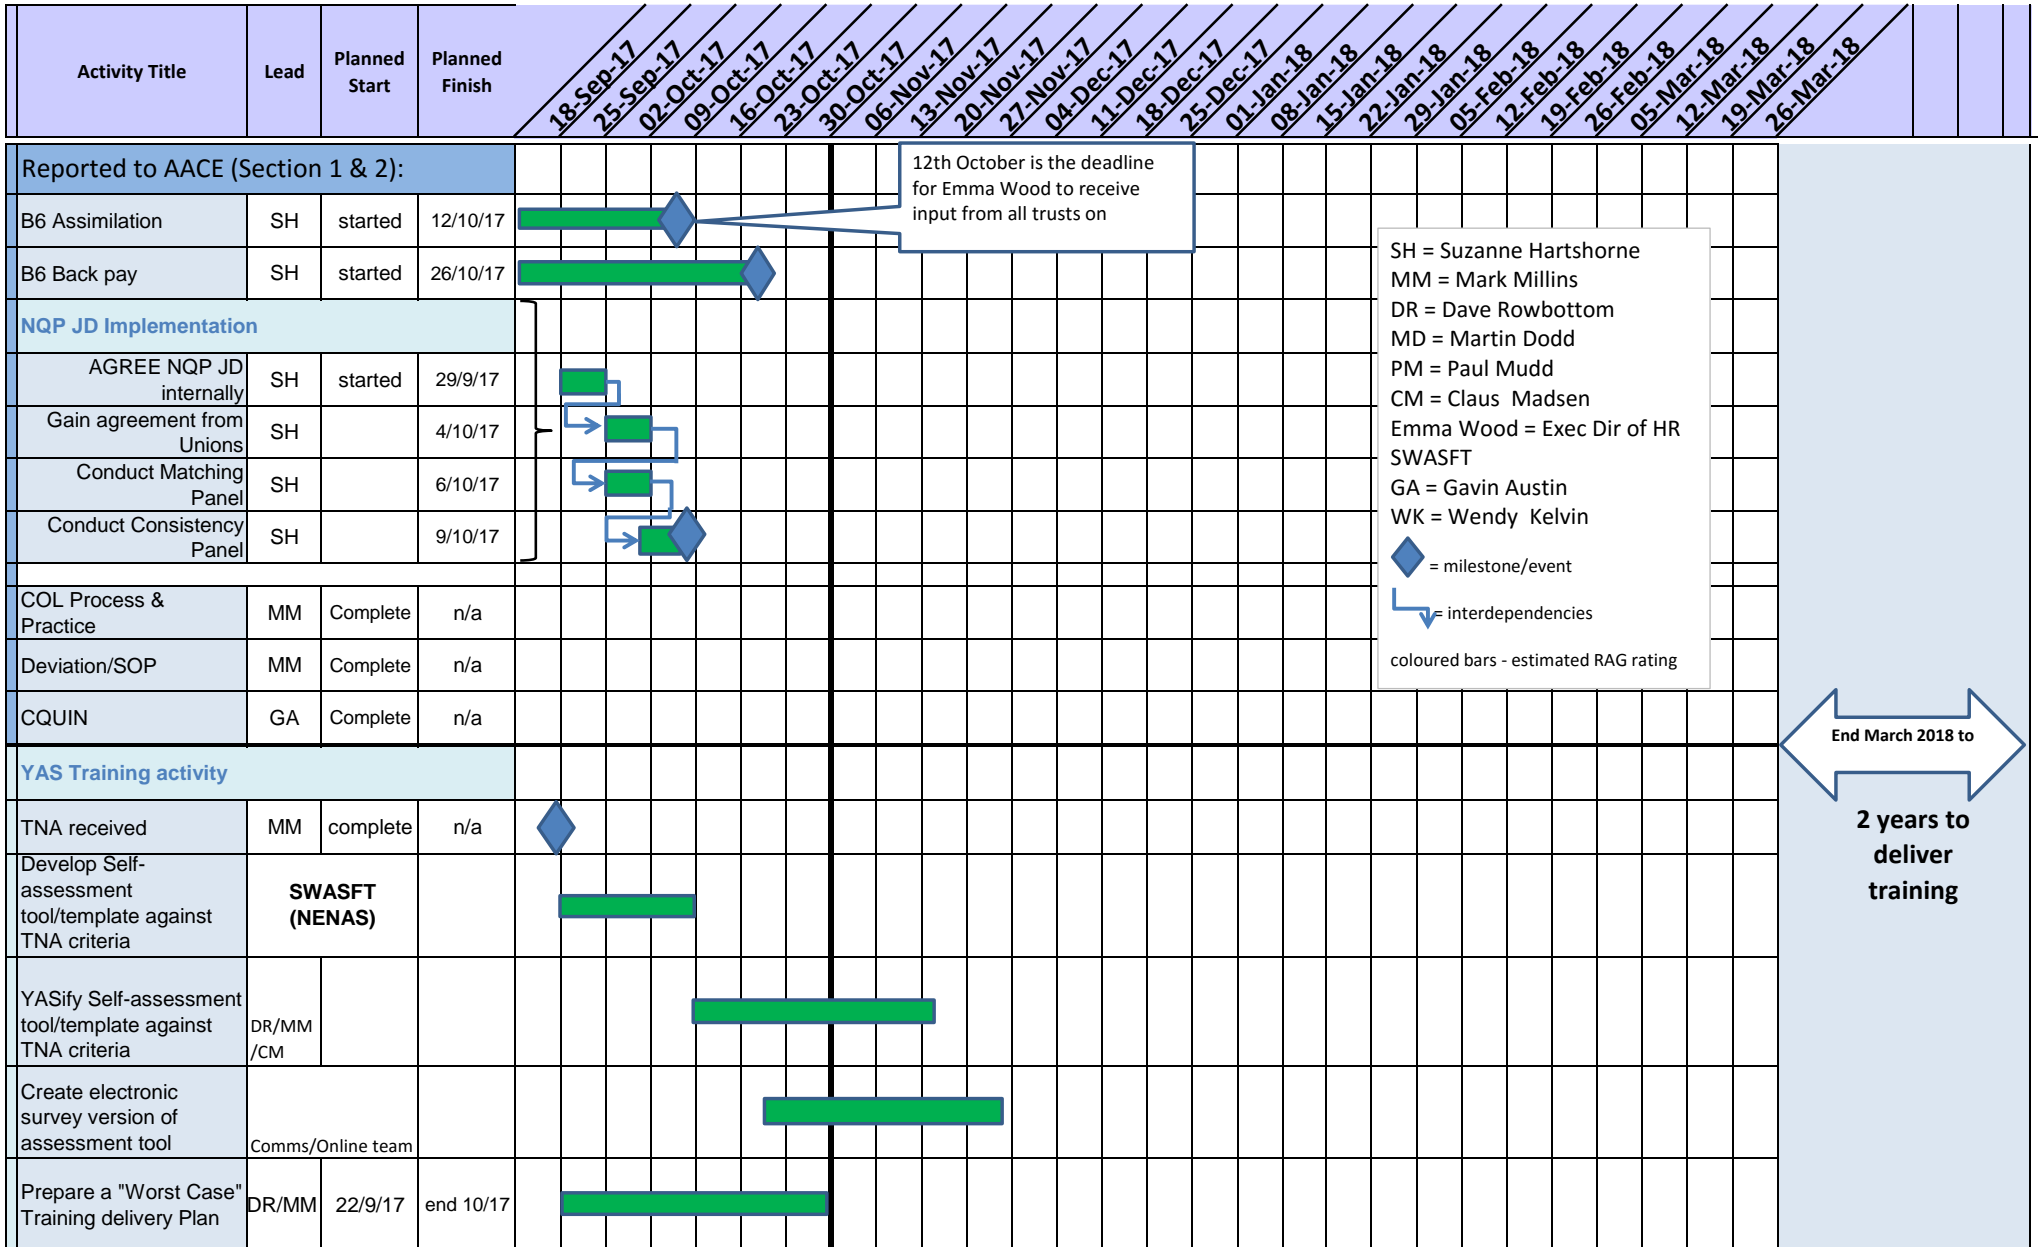 Activity Title
Lead
Planned
Start
Planned
Finish
18-Sep-17
25-Sep-17
02-Oct-17
09-Oct-17
16-Oct-17
23-Oct-17
30-Oct-17
06-Nov-17
13-Nov-17
20-Nov-17
27-Nov-17
04-Dec-17
11-Dec-17
18-Dec-17
25-Dec-17
01-Jan-18
08-Jan-18
15-Jan-18
22-Jan-18
29-Jan-18
05-Feb-18
12-Feb-18
19-Feb-18
26-Feb-18
05-Mar-18
12-Mar-18
19-Mar-18
26-Mar-18
Reported to AACE (Section 1 & 2):
12th October is the deadline
for Emma Wood to receive
input from all trusts on
B6 Assimilation SH started 12/10/17
B6 Back pay SH started 26/10/17
NQP JD Implementation
AGREE NQP JD
internally
SH started 29/9/17
Gain agreement from
Unions
SH 4/10/17
Conduct Matching
Panel
SH 6/10/17
Conduct Consistency
Panel
SH 9/10/17
COL Process &
Practice
MM Complete n/a
Deviation/SOP MM Complete n/a
CQUIN GA Complete n/a
SH = Suzanne Hartshorne
MM = Mark Millins
DR = Dave Rowbottom
MD = Martin Dodd
PM = Paul Mudd
CM = Claus Madsen
Emma Wood = Exec Dir of HR
SWASFT
GA = Gavin Austin
WK = Wendy Kelvin
= milestone/event
= interdependencies
coloured bars - estimated RAG rating
End March 2018 to
2 years to
deliver
training
YAS Training activity
TNA received MM complete n/a
Develop Self-
assessment
tool/template against
TNA criteria
SWASFT
(NENAS)
YASify Self-assessment
tool/template against
TNA criteria
DR/MM
/CM
Create electronic
survey version of
assessment tool
Comms/Online team
Prepare a "Worst Case"
Training delivery Plan
DR/MM 22/9/17 end 10/17